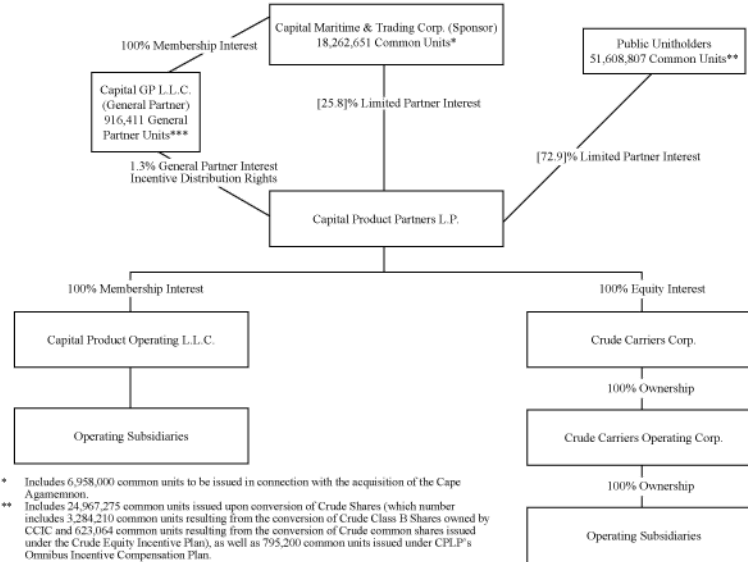 Capital Maritime & Trading Corp. (Sponsor)
18,262,651 Common Units*
100% Membership Interest
Public Unitholders
51,608,807 Common Units**
Capital GP L.L.C.
(General Partner)
916,411 General
Partner Units***
[25.8]% Limited Partner Interest
1.3% General Partner Interest
Incentive Distribution Rights
[72.9]% Limited Partner Interest
Capital Product Partners L.P.
100% Membership Interest
100% Equity Interest
Capital Product Operating L.L.C.
Crude Carriers Corp.
100% Ownership
Operating Subsidiaries
Crude Carriers Operating Corp.
100% Ownership
Operating Subsidiaries
* Includes 6,958,000 common units to be issued in connection with the acquisition of the Cape
Agamemnon.
** Includes 24,967,275 common units issued upon conversion of Crude Shares (which number
includes 3,284,210 common units resulting from the conversion of Crude Class B Shares owned by
CCIC and 623,064 common units resulting from the conversion of Crude common shares issued
under the Crude Equity Incentive Plan), as well as 795,200 common units issued under CPLP's
Omnibus Incentive Compensation Plan.